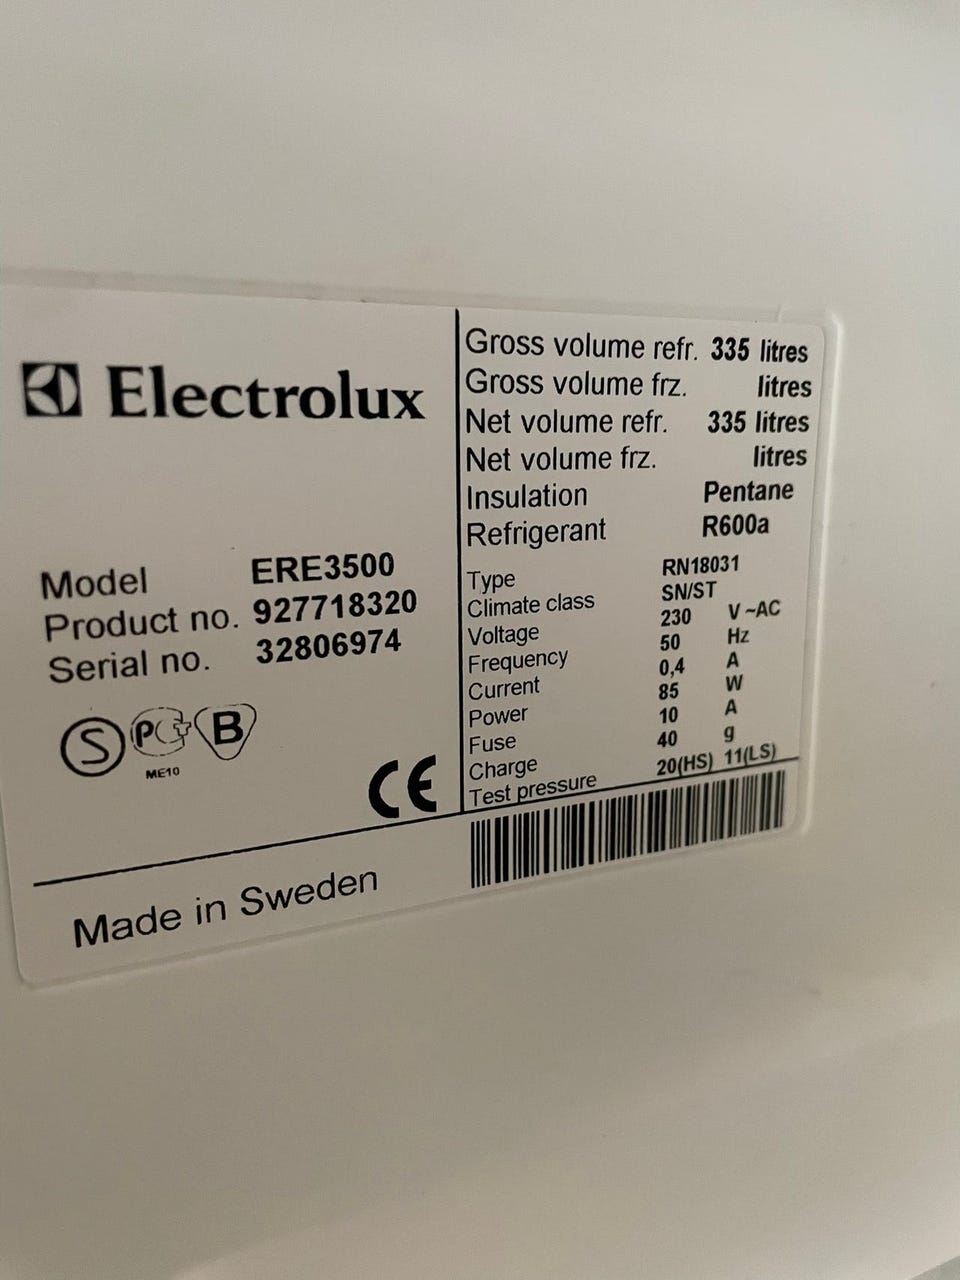 Electrolux
Model ERE3500
Product no. 927718320
Serial no. 32806974
S PC B
ME10
CE
Made in Sweden
Gross volume refr. 335 litres
Gross volume frz. litres
Net volume refr. 335 litres
Net volume frz. litres
Insulation Pentane
Refrigerant R600a
Type RN18031
Climate class SN/ST
Voltage 230 V~AC
Frequency 50 Hz
Current 0,4 A
Power 85 W
Fuse 10 A
Charge 40 g
Test pressure 20(HS) 11(LS)